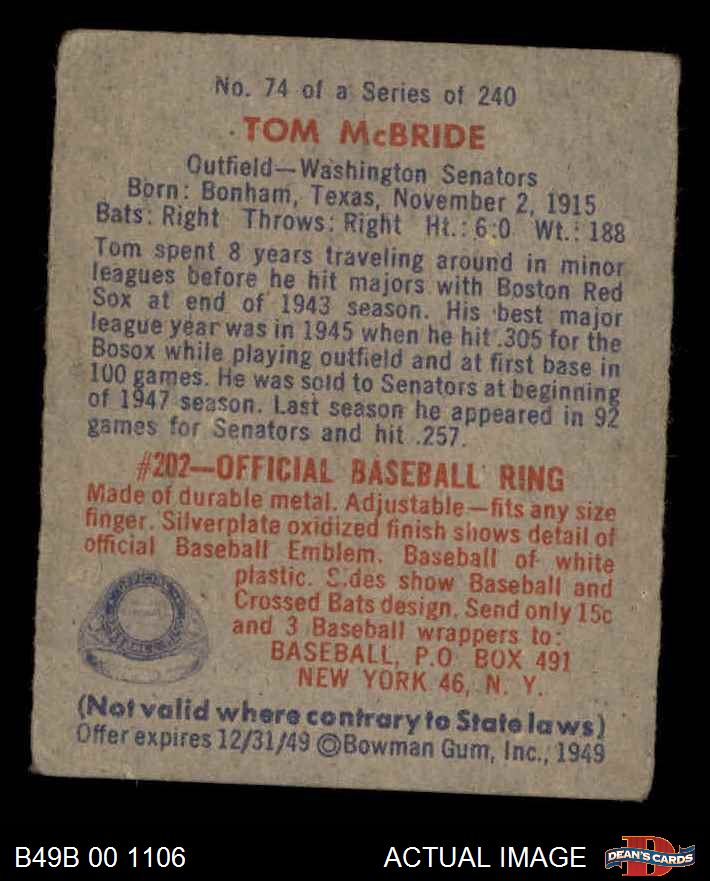 No. 74 of a Series of 240
TOM McBRIDE
Outfield—Washington Senators
Born: Bonham, Texas, November 2, 1915
Bats: Right Throws: Right Ht.: 6:0 Wt.: 188
Tom spent 8 years traveling around in minor
leagues before he hit majors with Boston Red
Sox at end of 1943 season. His best major
league year was in 1945 when he hit .305 for the
Bosox while playing outfield and at first base in
100 games. He was sold to Senators at beginning
of 1947 season. Last season he appeared in 92
games for Senators and hit .257.
#202—OFFICIAL BASEBALL RING
Made of durable metal. Adjustable—fits any size
finger. Silverplate oxidized finish shows detail of
official Baseball Emblem. Baseball of white
plastic. Sides show Baseball and
Crossed Bats design. Send only 15c
and 3 Baseball wrappers to:
BASEBALL, P.O BOX 491
NEW YORK 46, N. Y.
OFFICIAL
(Not valid where contrary to State laws)
Offer expires 12/31/49 ©Bowman Gum, Inc., 1949
B49B 00 1106
ACTUAL IMAGE
DEAN'S CARDS